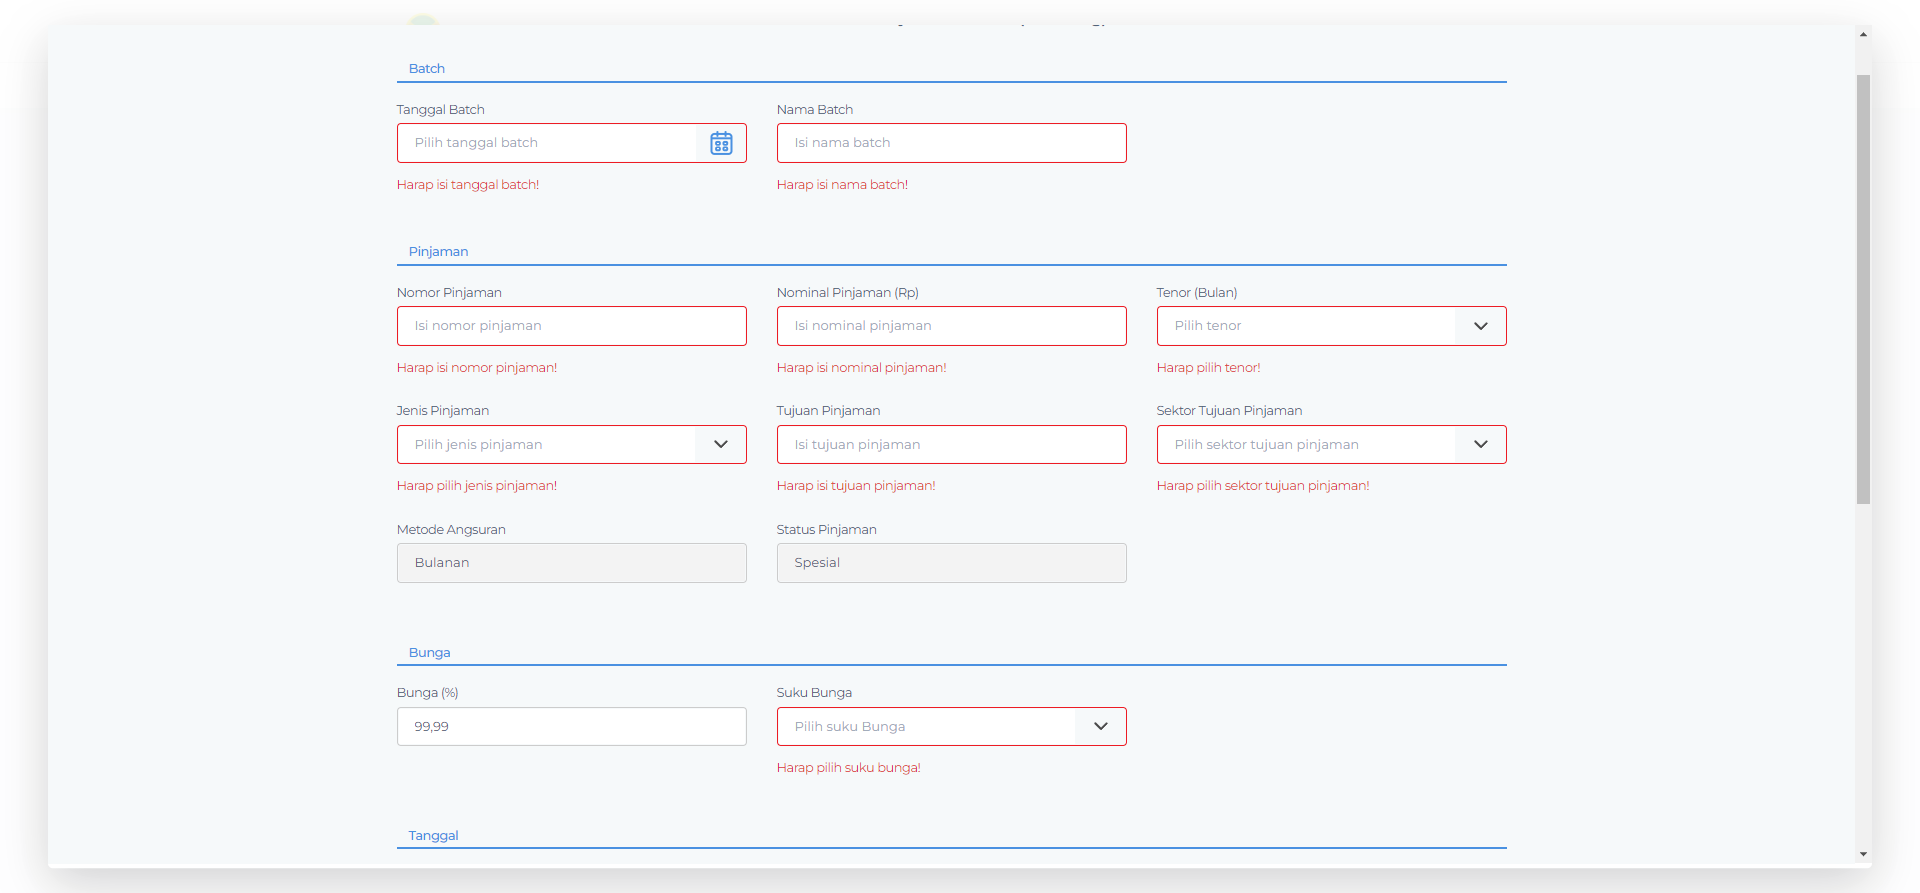 Batch
Tanggal Batch
Nama Batch
Pilih tanggal batch
Isi nama batch
Harap isi tanggal batch!
Harap isi nama batch!
Pinjaman
Nomor Pinjaman
Nominal Pinjaman (Rp)
Tenor (Bulan)
Isi nomor pinjaman
Isi nominal pinjaman
Pilih tenor
Harap isi nomor pinjaman!
Harap isi nominal pinjaman!
Harap pilih tenor!
Jenis Pinjaman
Tujuan Pinjaman
Sektor Tujuan Pinjaman
Pilih jenis pinjaman
Isi tujuan pinjaman
Pilih sektor tujuan pinjaman
Harap pilih jenis pinjaman!
Harap isi tujuan pinjaman!
Harap pilih sektor tujuan pinjaman!
Metode Angsuran
Status Pinjaman
Bulanan
Spesial
Bunga
Bunga (%)
Suku Bunga
99,99
Pilih suku Bunga
Harap pilih suku bunga!
Tanggal